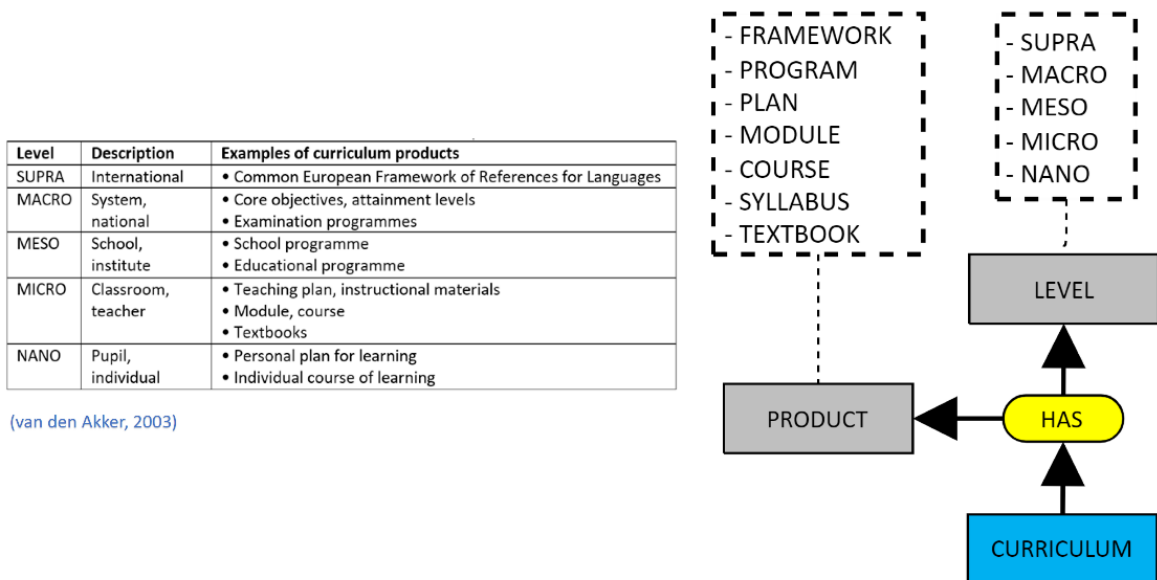 Level Description Examples of curriculum products
SUPRA International • Common European Framework of References for Languages
MACRO System, • Core objectives, attainment levels
national • Examination programmes
MESO School, • School programme
institute • Educational programme
MICRO Classroom, • Teaching plan, instructional materials
teacher • Module, course
• Textbooks
NANO Pupil, • Personal plan for learning
individual • Individual course of learning
(van den Akker, 2003)
- FRAMEWORK
- PROGRAM
- PLAN
- MODULE
- COURSE
- SYLLABUS
- TEXTBOOK
- SUPRA
- MACRO
- MESO
- MICRO
- NANO
LEVEL
PRODUCT
HAS
CURRICULUM